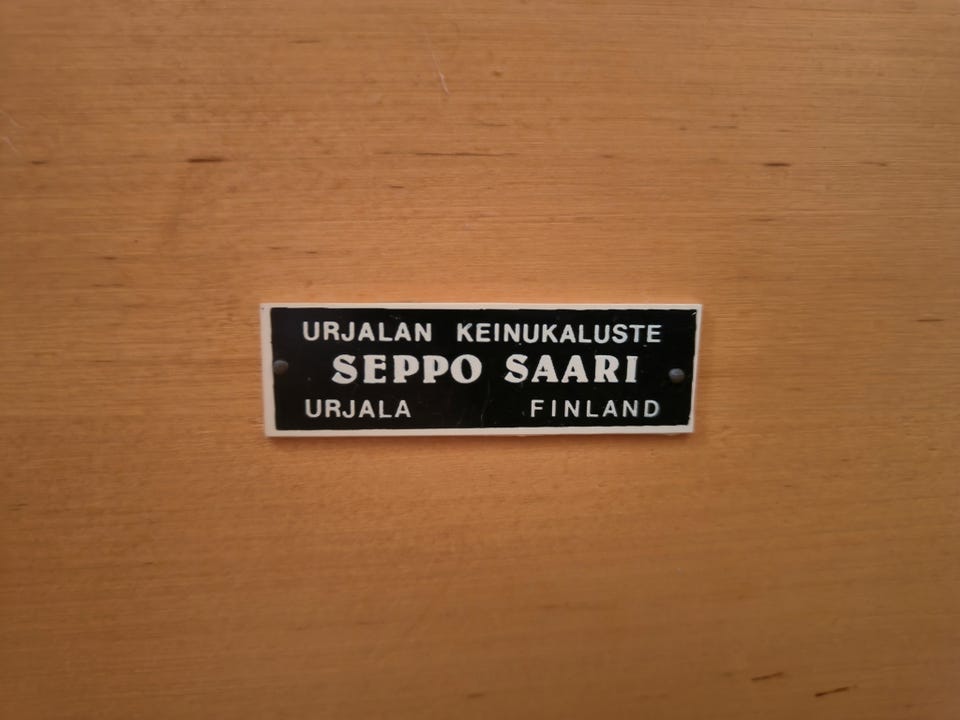 URJALAN KEINUKALUSTE
SEPPO SAARI
URJALA FINLAND